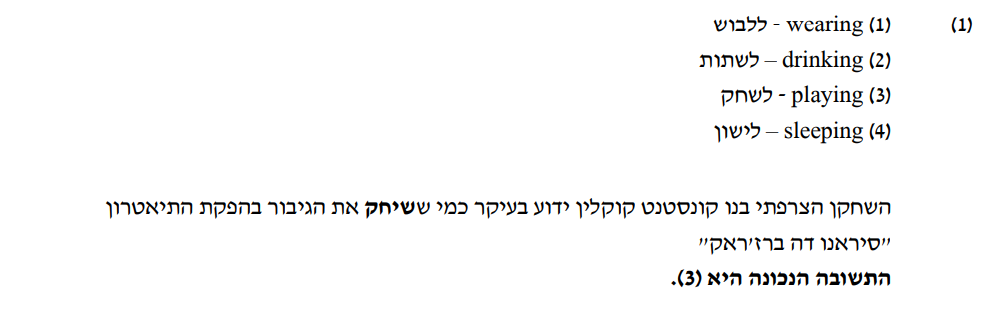 (1) (1) wearing - ללבוש
(2) drinking – לשתות
(3) playing - לשחק
(4) sleeping – לישון
השחקן הצרפתי בנו קונסטנט קוקלין ידוע בעיקר כמי ששיחק את הגיבור בהפקת התיאטרון
"סיראנו דה ברז'ראק"
התשובה הנכונה היא (3).